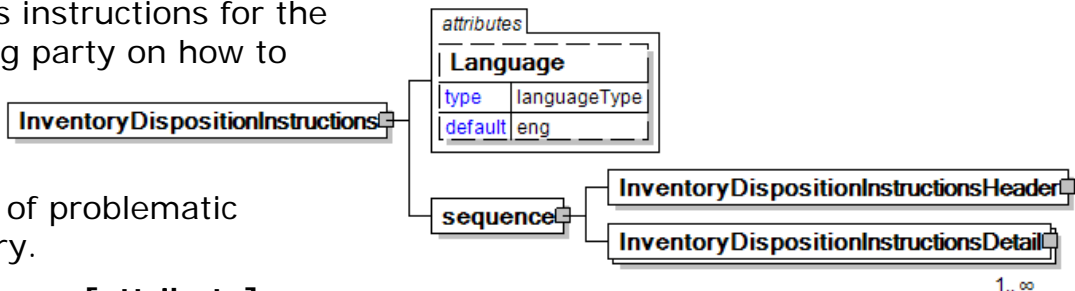 s instructions for the
g party on how to
of problematic
ry.
attributes
Language
type languageType
default eng
InventoryDispositionInstructions
sequence
InventoryDispositionInstructionsHeader
InventoryDispositionInstructionsDetail
1..∞